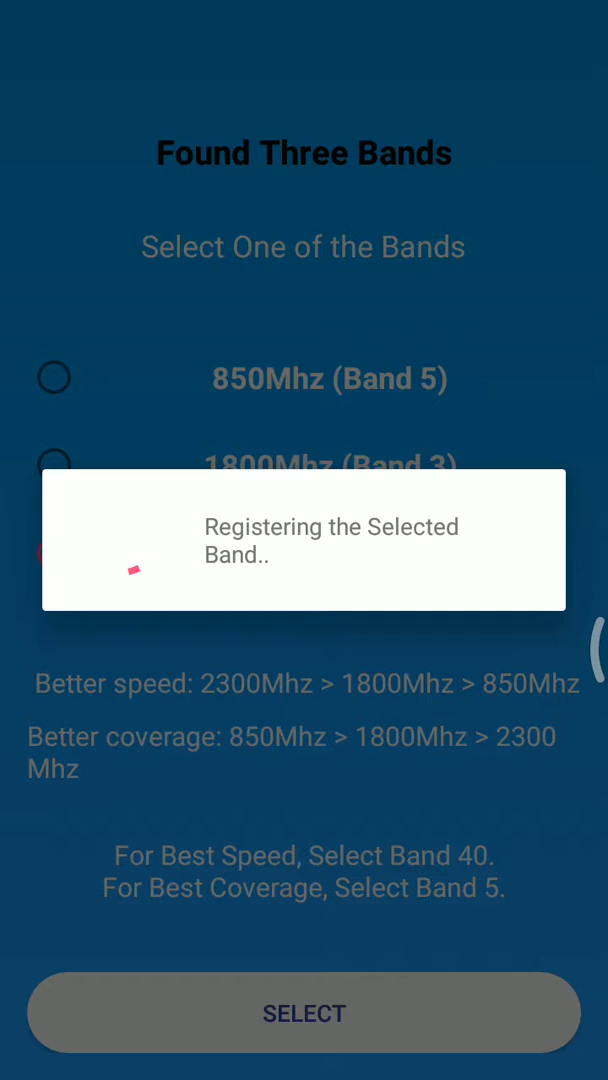 Found Three Bands
Select One of the Bands
850Mhz (Band 5)
1800Mhz (Band 3)
Registering the Selected
Band..
Better speed: 2300Mhz > 1800Mhz > 850Mhz
Better coverage: 850Mhz > 1800Mhz > 2300
Mhz
For Best Speed, Select Band 40.
For Best Coverage, Select Band 5.
SELECT